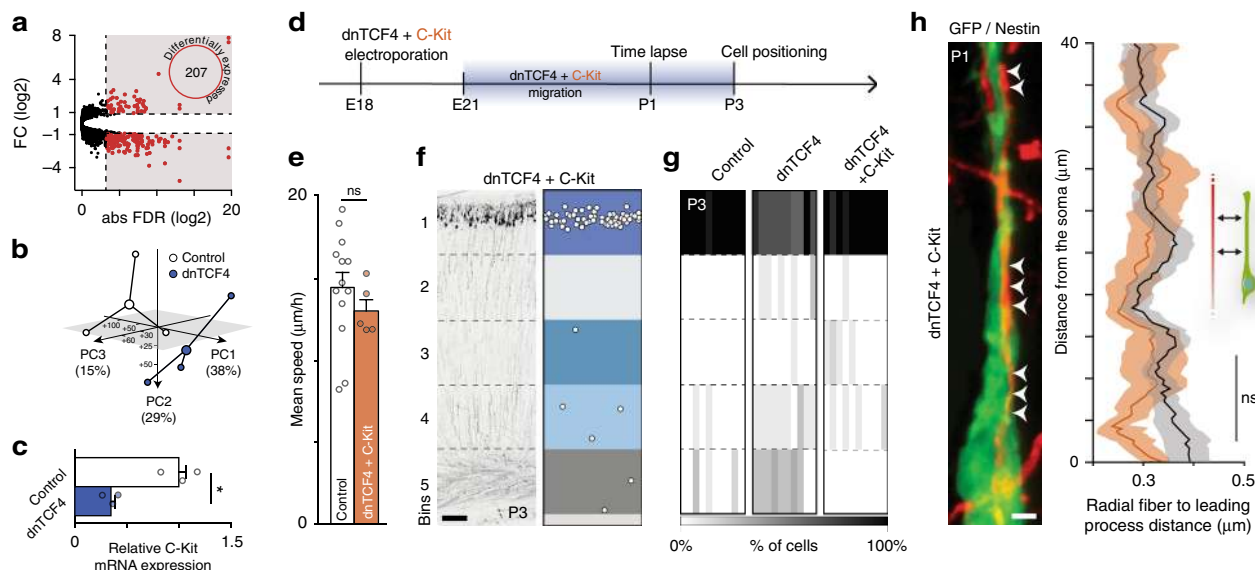 a
8
4
1
−1
−4
FC (log2)
Differentially expressed
207
0
20
abs FDR (log2)
b
Control
dnTCF4
+100
+50
+60
+30
+25
+50
PC3
(15%)
PC1
(38%)
PC2
(29%)
c
0
1.5
Control
dnTCF4
*
Relative C-Kit
mRNA expression
d
dnTCF4 + C-Kit
electroporation
Time lapse
Cell positioning
dnTCF4 + C-Kit
migration
E18
E21
P1
P3
e
20
ns
Mean speed (μm/h)
Control
dnTCF4 + C-Kit
0
f
dnTCF4 + C-Kit
1
2
3
4
5
Bins
P3
g
Control
dnTCF4
dnTCF4
+C-Kit
P3
0%
% of cells
100%
h
GFP / Nestin
P1
dnTCF4 + C-Kit
40
Distance from the soma (μm)
0
ns
0.3
0.5
Radial fiber to leading
process distance (μm)